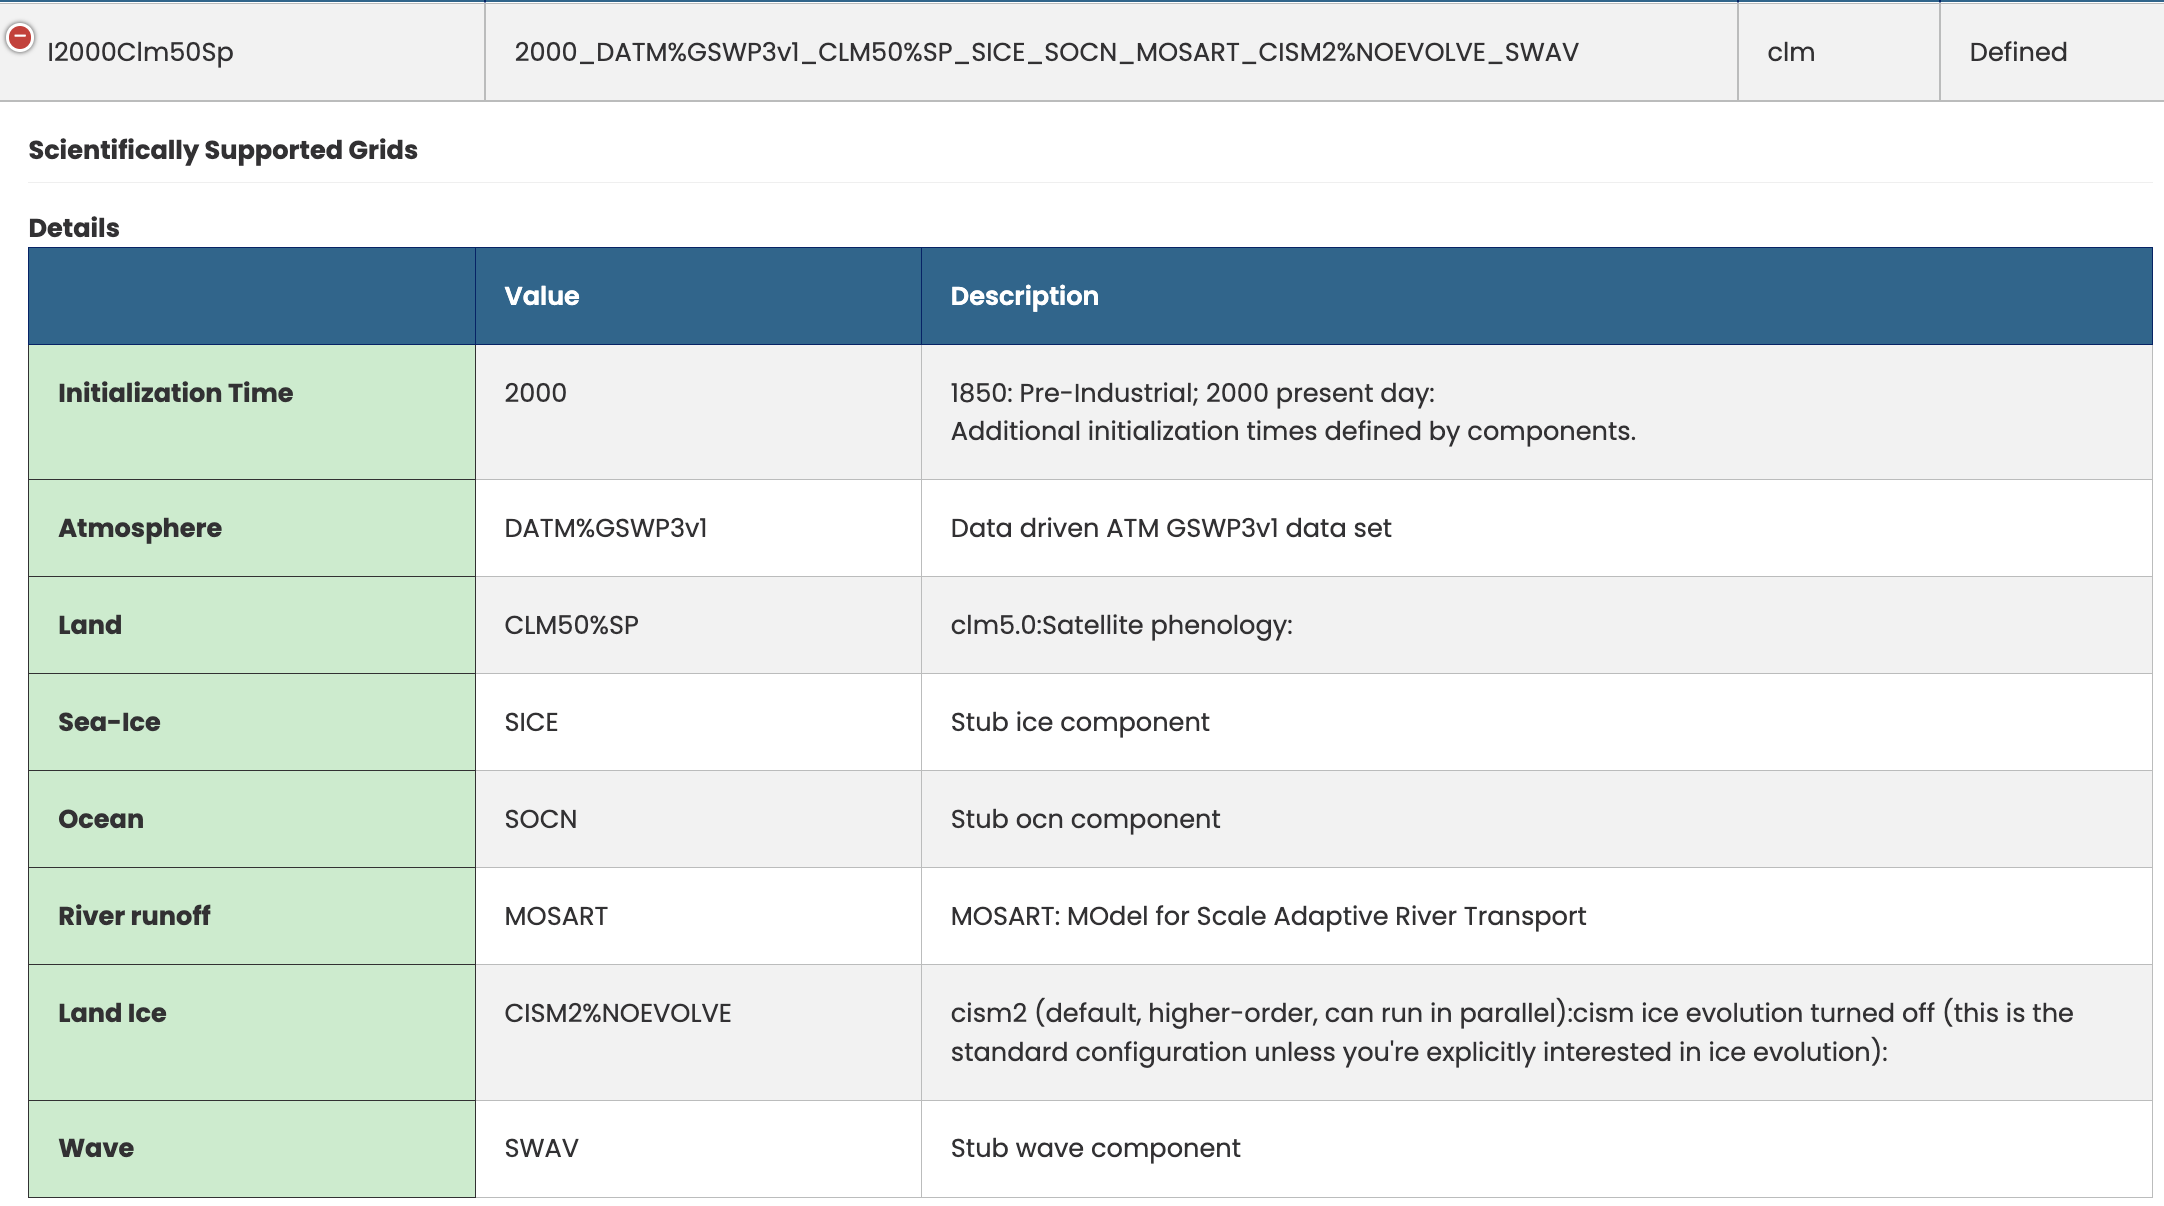 I2000Clm50Sp 2000_DATM%GSWP3v1_CLM50%SP_SICE_SOCN_MOSART_CISM2%NOEVOLVE_SWAV clm Defined
Scientifically Supported Grids
Details
Value Description
Initialization Time 2000 1850: Pre-Industrial; 2000 present day:
Additional initialization times defined by components.
Atmosphere DATM%GSWP3v1 Data driven ATM GSWP3v1 data set
Land CLM50%SP clm5.0:Satellite phenology:
Sea-Ice SICE Stub ice component
Ocean SOCN Stub ocn component
River runoff MOSART MOSART: MOdel for Scale Adaptive River Transport
Land Ice CISM2%NOEVOLVE cism2 (default, higher-order, can run in parallel):cism ice evolution turned off (this is the
standard configuration unless you're explicitly interested in ice evolution):
Wave SWAV Stub wave component